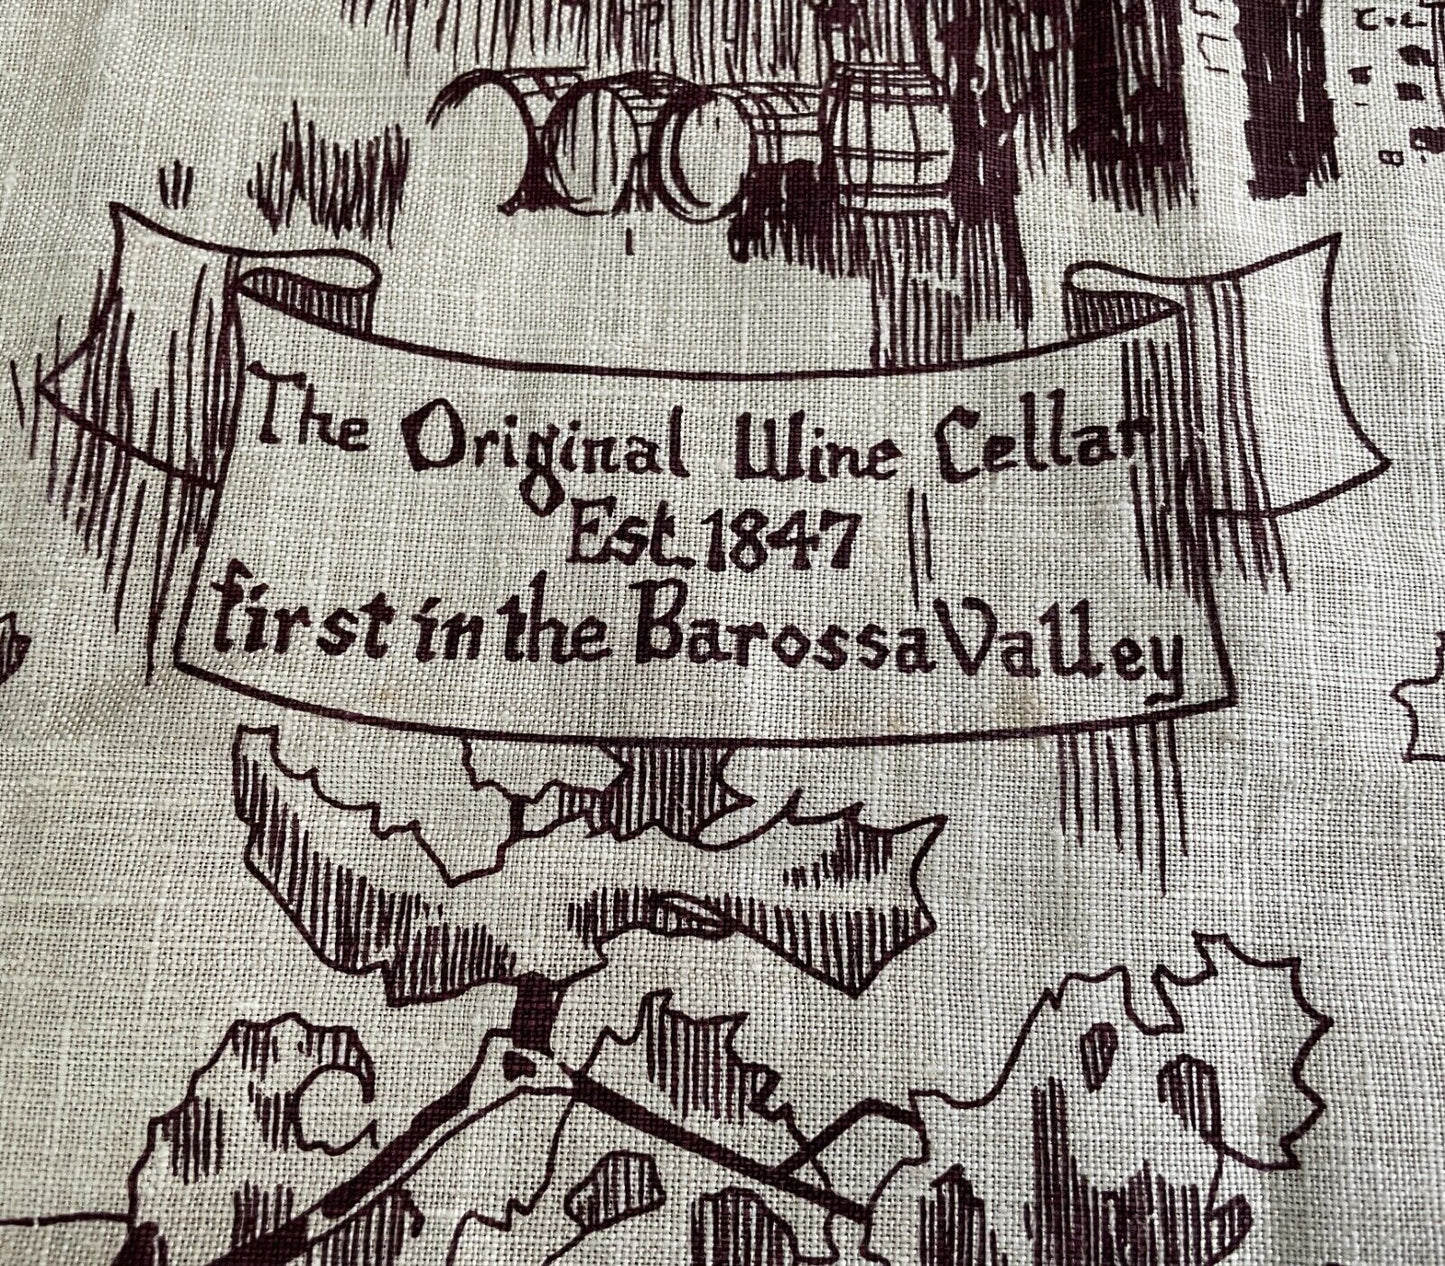 The Original Wine Cellar
Est. 1847
first in the Barossa Valley